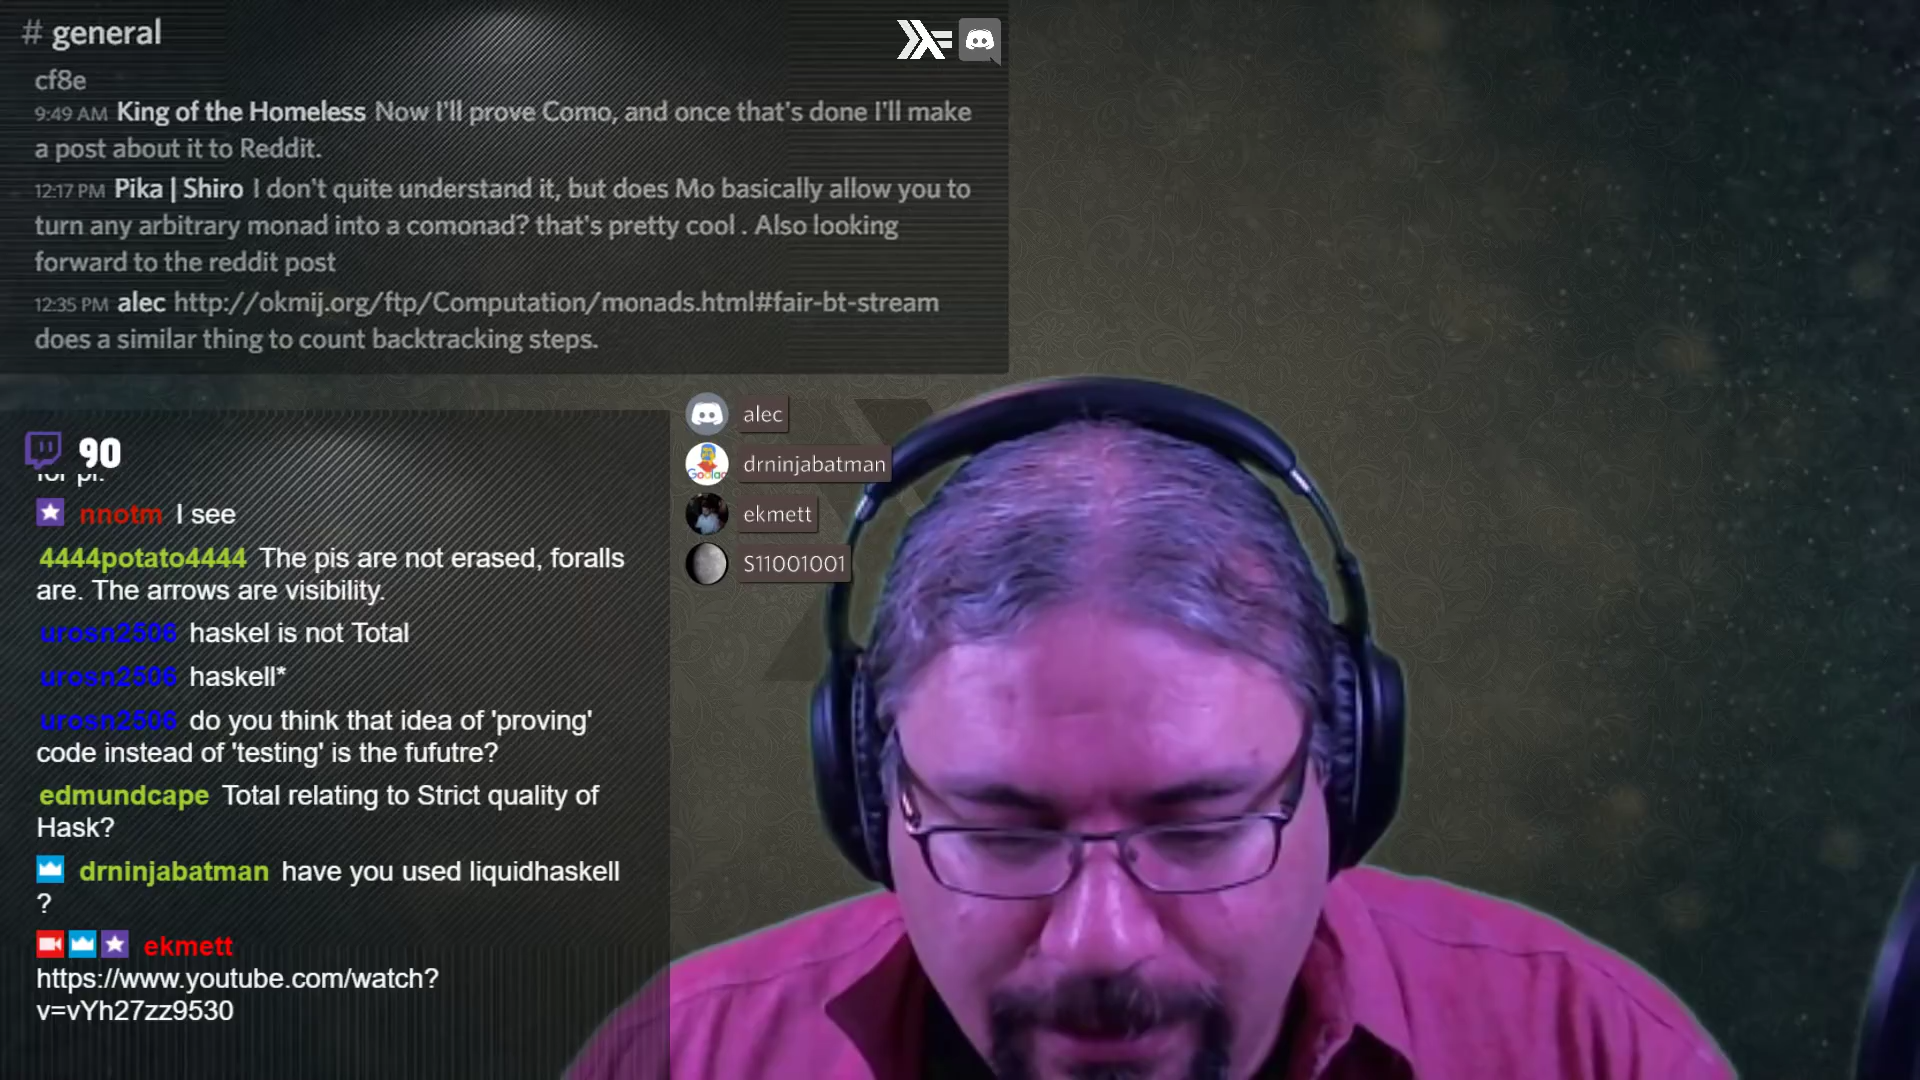 # general
cf8e
9:49 AM King of the Homeless Now I'll prove Como, and once that's done I'll make
a post about it to Reddit.
12:17 PM Pika | Shiro I don't quite understand it, but does Mo basically allow you to
turn any arbitrary monad into a comonad? that's pretty cool . Also looking
forward to the reddit post
12:35 PM alec http://okmij.org/ftp/Computation/monads.html#fair-bt-stream
does a similar thing to count backtracking steps.
alec
drninjabatman
ekmett
S11001001
90
for pi.
nnotm I see
4444potato4444 The pis are not erased, foralls
are. The arrows are visibility.
urosn2506 haskel is not Total
urosn2506 haskell*
urosn2506 do you think that idea of 'proving'
code instead of 'testing' is the fufutre?
edmundcape Total relating to Strict quality of
Hask?
drninjabatman have you used liquidhaskell
?
ekmett
https://www.youtube.com/watch?
v=vYh27zz9530